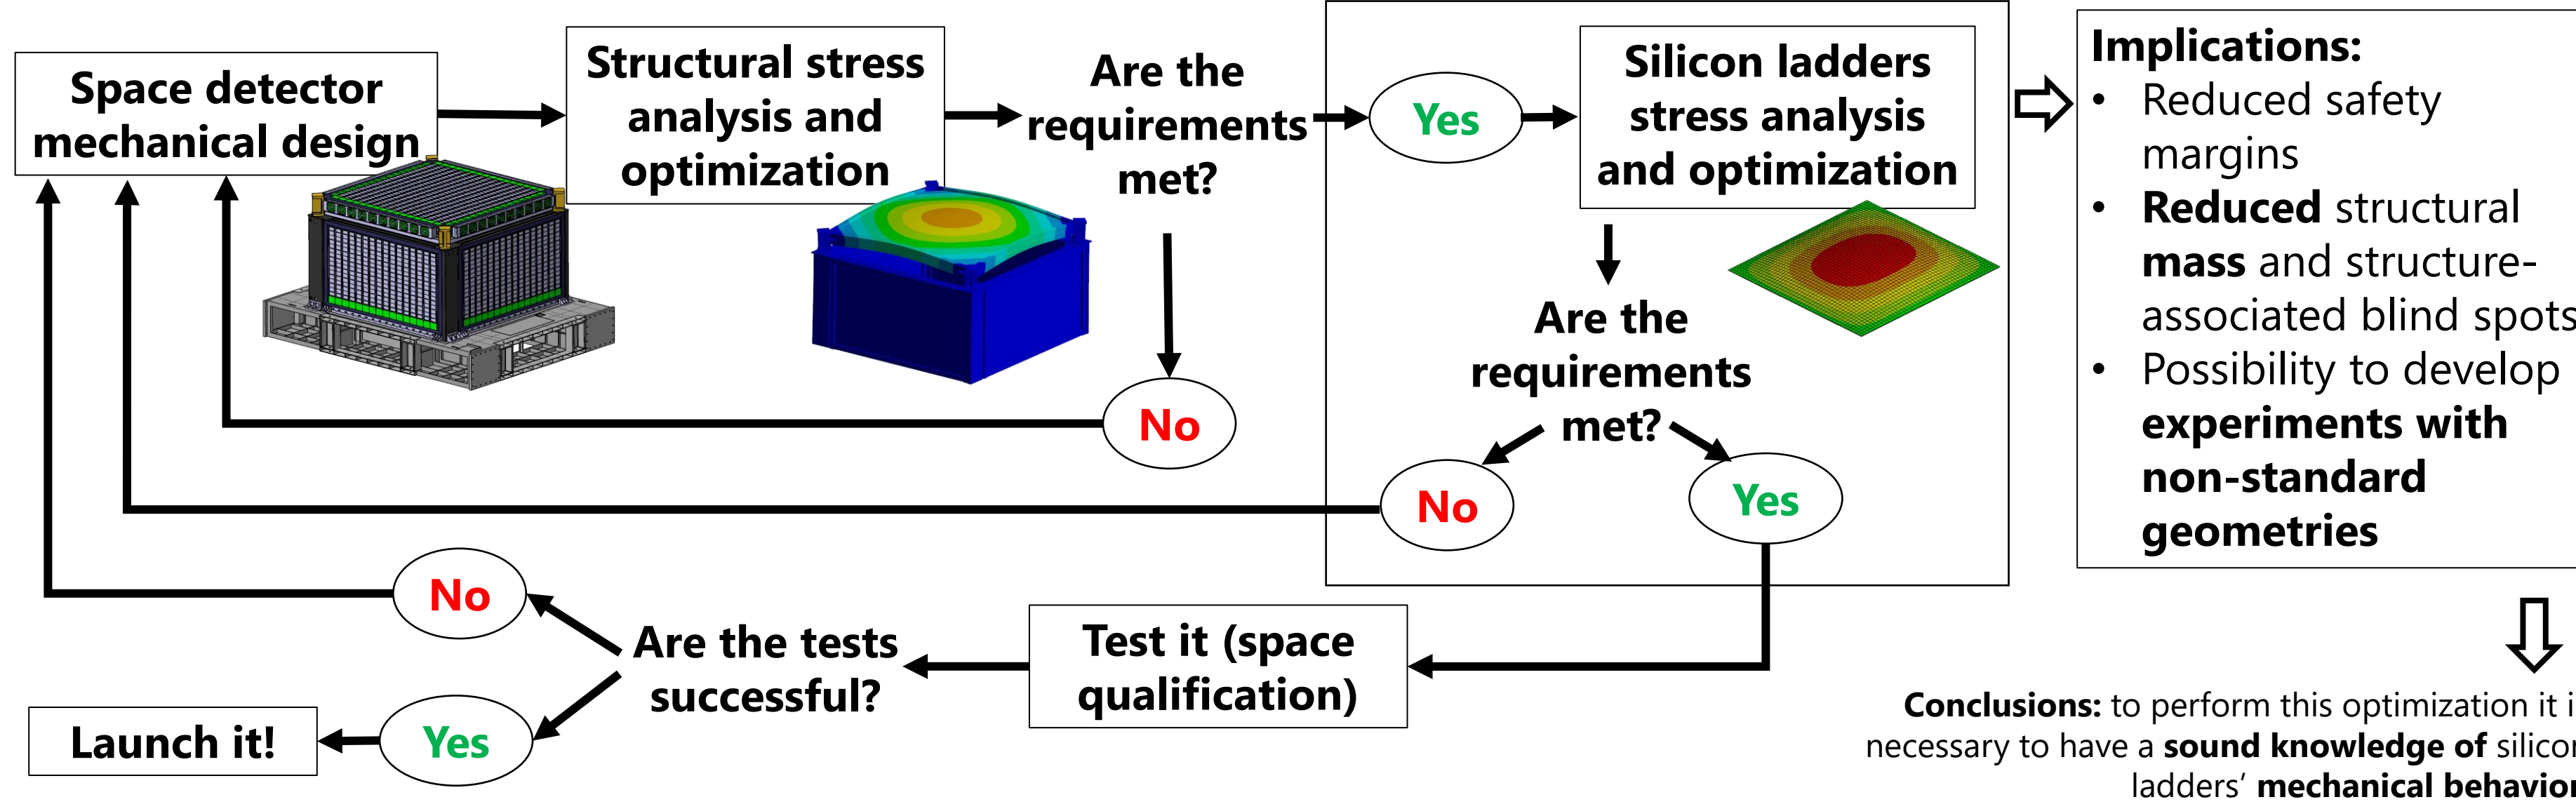 Space detector
mechanical design
Structural stress
analysis and
optimization
Are the
requirements
met?
Yes
Silicon ladders
stress analysis
and optimization
Implications:
• Reduced safety
margins
• Reduced structural
mass and structure-
associated blind spots
• Possibility to develop
experiments with
non-standard
geometries
No
Are the
requirements
met?
No
Yes
No
Are the tests
successful?
Test it (space
qualification)
Launch it!
Yes
Conclusions: to perform this optimization it i
necessary to have a sound knowledge of silicon
ladders’ mechanical behavior